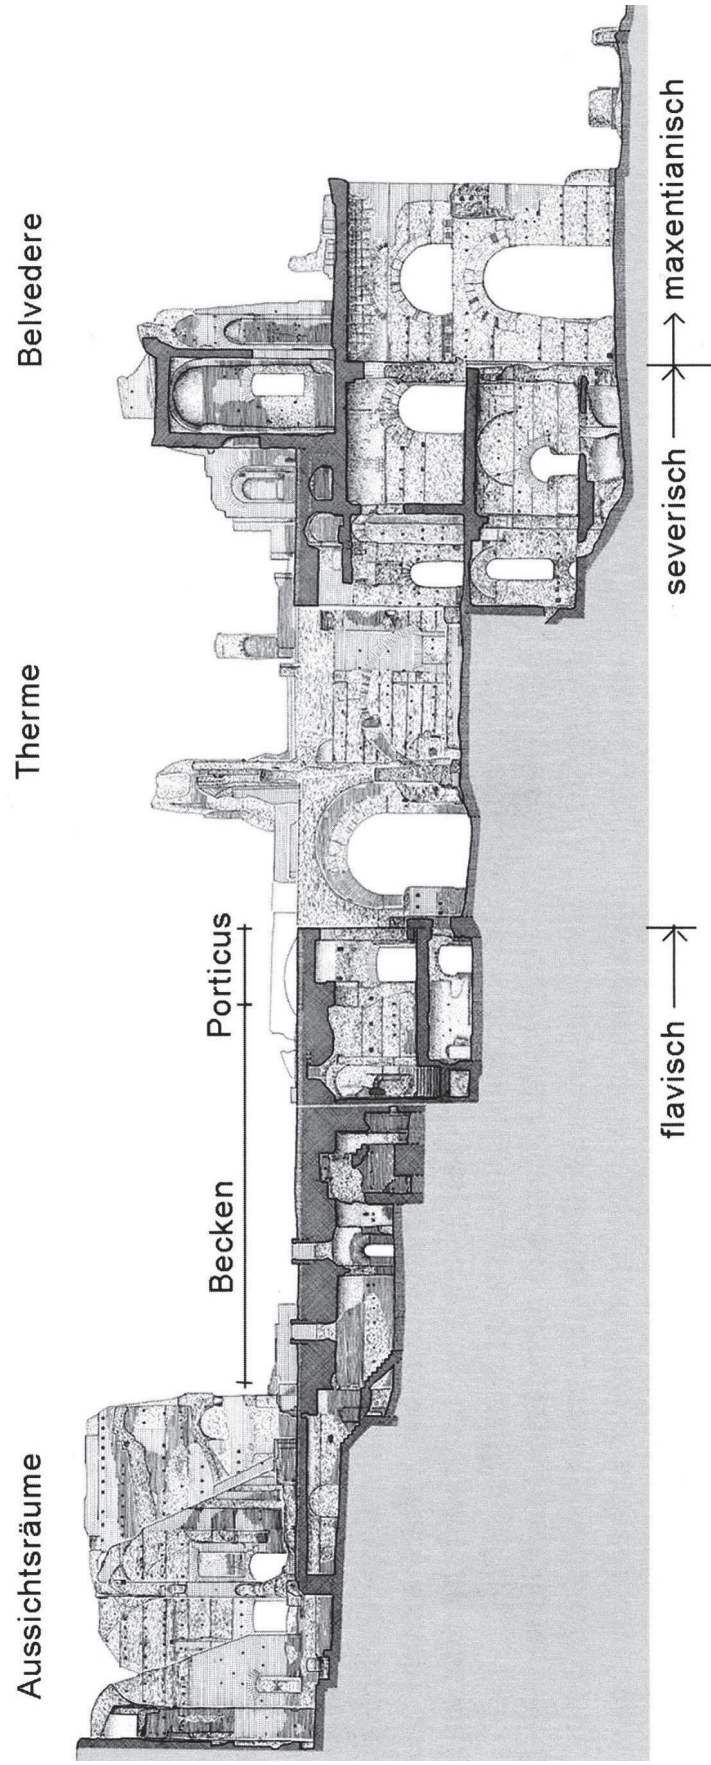 Aussichtsräume
Therme
Belvedere
Becken
Porticus
flavisch
severisch
maxentianisch